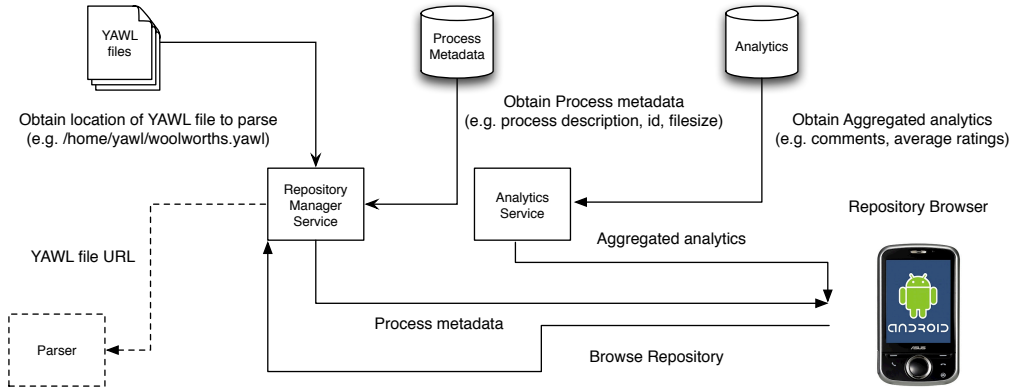 YAWL
files
Process
Metadata
Analytics
Obtain location of YAWL file to parse
(e.g. /home/yawl/woolworths.yawl)
Obtain Process metadata
(e.g. process description, id, filesize)
Obtain Aggregated analytics
(e.g. comments, average ratings)
Repository
Manager
Service
Analytics
Service
Repository Browser
Aggregated analytics
YAWL file URL
Process metadata
Parser
Browse Repository
ANDROID
ASUS